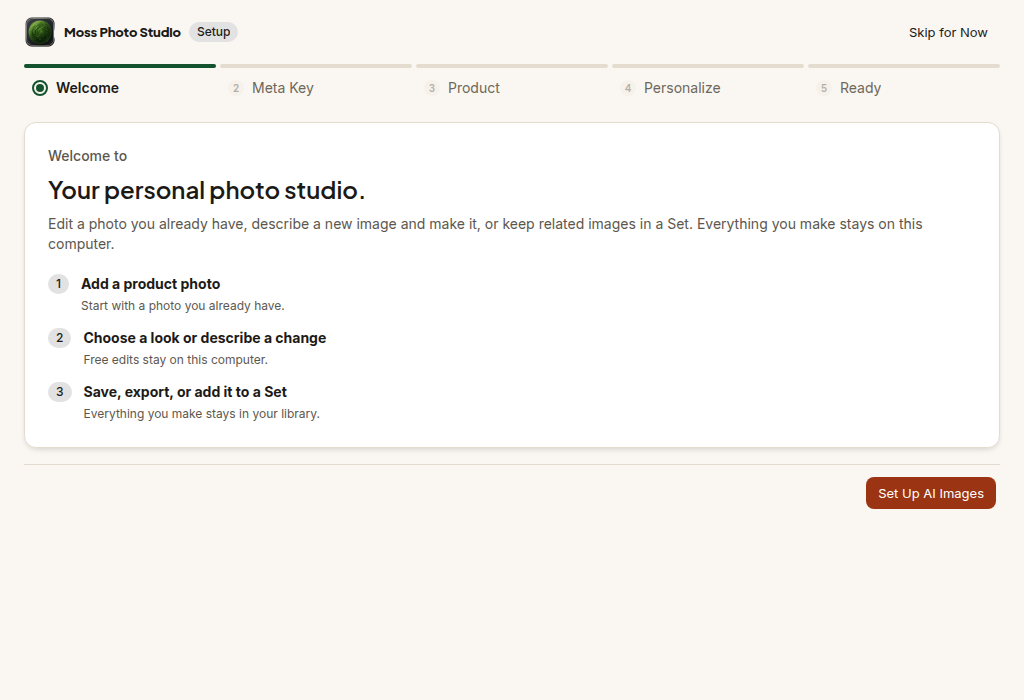 Moss Photo Studio
Setup
Skip for Now
Welcome
2 Meta Key
3 Product
4 Personalize
5 Ready
Welcome to
Your personal photo studio.
Edit a photo you already have, describe a new image and make it, or keep related images in a Set. Everything you make stays on this
computer.
1 Add a product photo
Start with a photo you already have.
2 Choose a look or describe a change
Free edits stay on this computer.
3 Save, export, or add it to a Set
Everything you make stays in your library.
Set Up AI Images